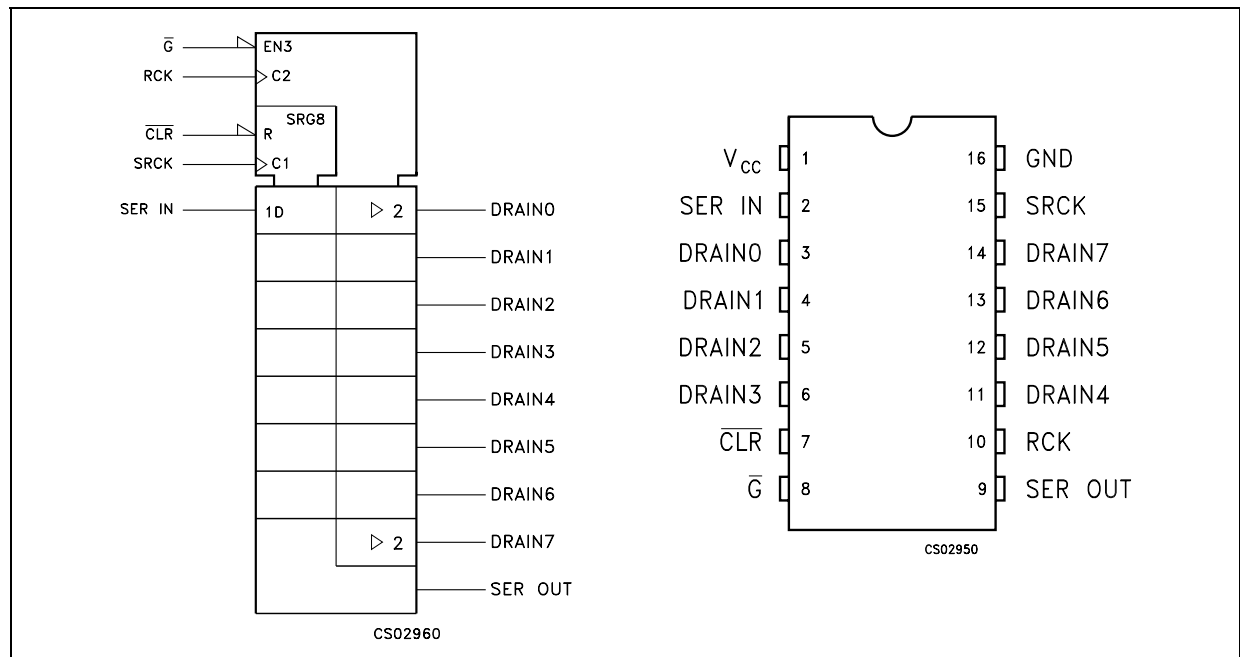 G̅ EN3
RCK C2
SRG8
C̅L̅R̅ R
SRCK C1
SER IN 1D 2 DRAIN0
DRAIN1
DRAIN2
DRAIN3
DRAIN4
DRAIN5
DRAIN6
2 DRAIN7
SER OUT
CS02960
VCC 1 16 GND
SER IN 2 15 SRCK
DRAIN0 3 14 DRAIN7
DRAIN1 4 13 DRAIN6
DRAIN2 5 12 DRAIN5
DRAIN3 6 11 DRAIN4
C̅L̅R̅ 7 10 RCK
G̅ 8 9 SER OUT
CS02950